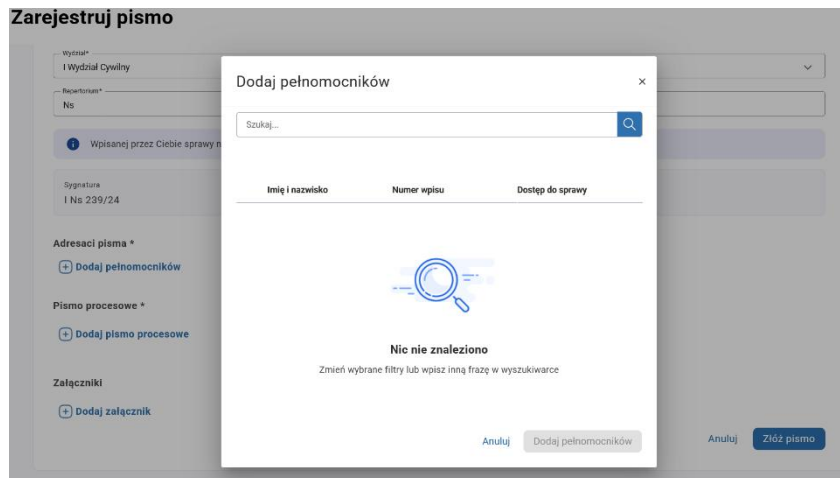 Zarejestruj pismo
Wydział*
I Wydział Cywilny
Repertorium*
Ns
Wpisanej przez Ciebie sprawy n
Sygnatura
I Ns 239/24
Adresaci pisma *
Dodaj pełnomocników
Pismo procesowe *
Dodaj pismo procesowe
Załączniki
Dodaj załącznik
Dodaj pełnomocników
×
Szukaj...
Imię i nazwisko Numer wpisu Dostęp do sprawy
Nic nie znaleziono
Zmień wybrane filtry lub wpisz inną frazę w wyszukiwarce
Anuluj Dodaj pełnomocników
Anuluj Złóż pismo